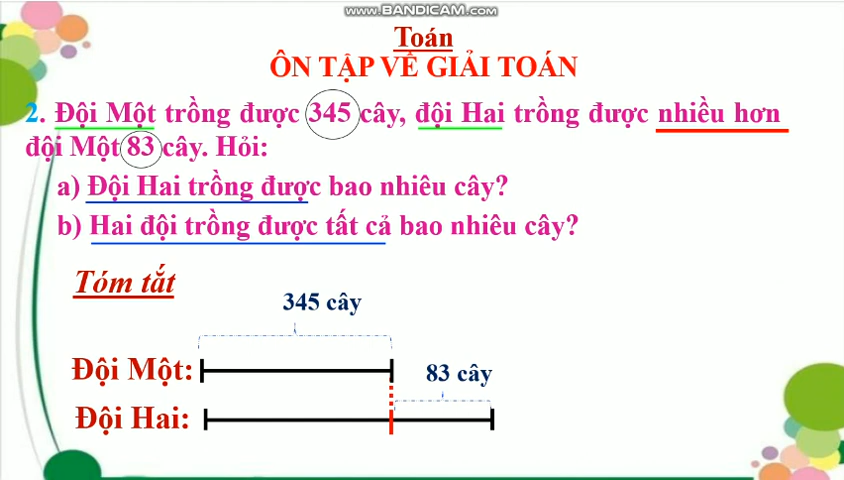 www.BANDICAM.com
Toán
ÔN TẬP VỀ GIẢI TOÁN
2. Đội Một trồng được 345 cây, đội Hai trồng được nhiều hơn
đội Một 83 cây. Hỏi:
a) Đội Hai trồng được bao nhiêu cây?
b) Hai đội trồng được tất cả bao nhiêu cây?
Tóm tắt
345 cây
Đội Một:
83 cây
Đội Hai: